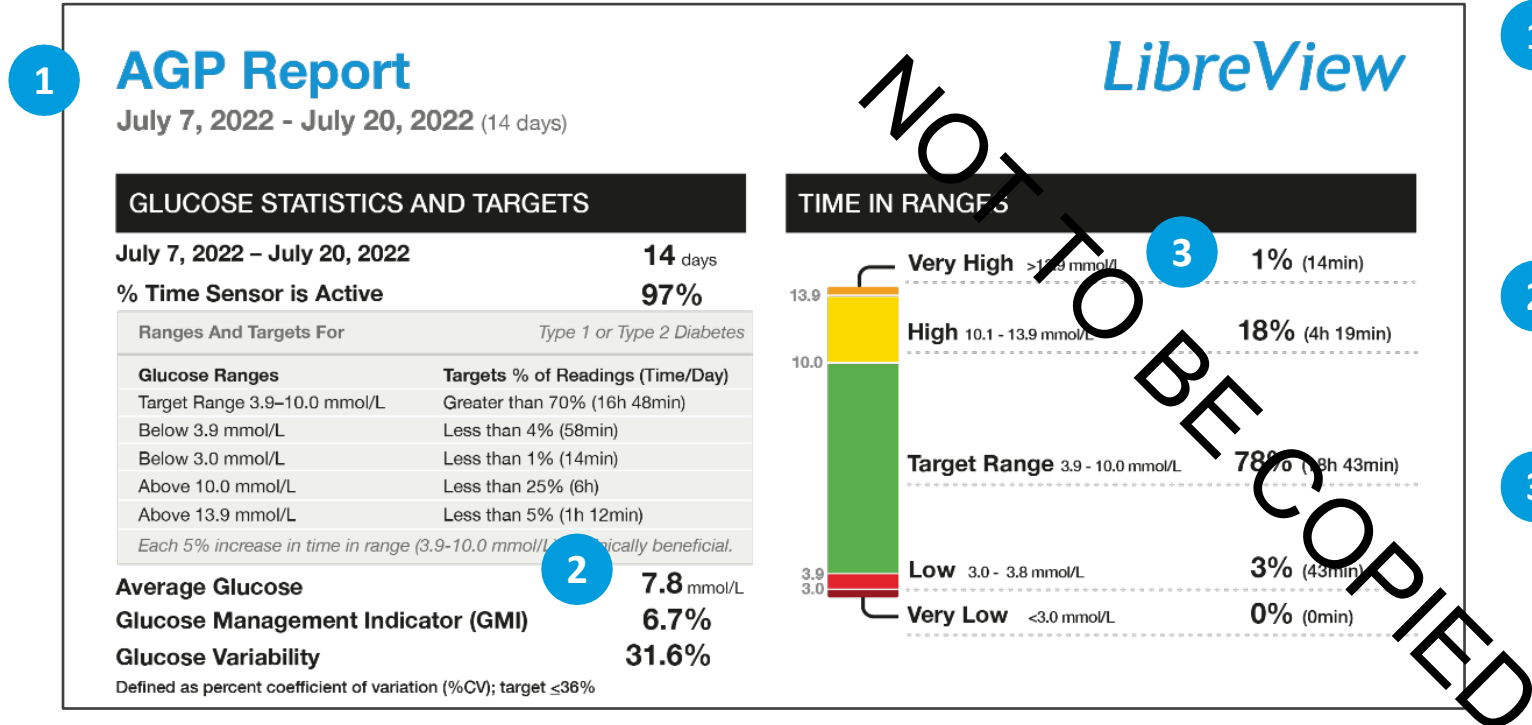 1
AGP Report
LibreView
July 7, 2022 - July 20, 2022 (14 days)
GLUCOSE STATISTICS AND TARGETS
July 7, 2022 – July 20, 2022 14 days
% Time Sensor is Active 97%
Ranges And Targets For Type 1 or Type 2 Diabetes
Glucose Ranges Targets % of Readings (Time/Day)
Target Range 3.9–10.0 mmol/L Greater than 70% (16h 48min)
Below 3.9 mmol/L Less than 4% (58min)
Below 3.0 mmol/L Less than 1% (14min)
Above 10.0 mmol/L Less than 25% (6h)
Above 13.9 mmol/L Less than 5% (1h 12min)
Each 5% increase in time in range (3.9-10.0 mmol/L) beneficial.
2
Average Glucose 7.8 mmol/L
Glucose Management Indicator (GMI) 6.7%
Glucose Variability 31.6%
Defined as percent coefficient of variation (%CV); target ≤36%
TIME IN RANGES
3
Very High mmol/L 1% (14min)
13.9
High 10.1 - 13.9 mmol/L 18% (4h 19min)
10.0
Target Range 3.9 - 10.0 mmol/L 78% 43min)
3.9
Low 3.0 - 3.8 mmol/L 3% (43min)
3.0
Very Low <3.0 mmol/L 0% (0min)
NOT TO BE COPIED
1
2
3